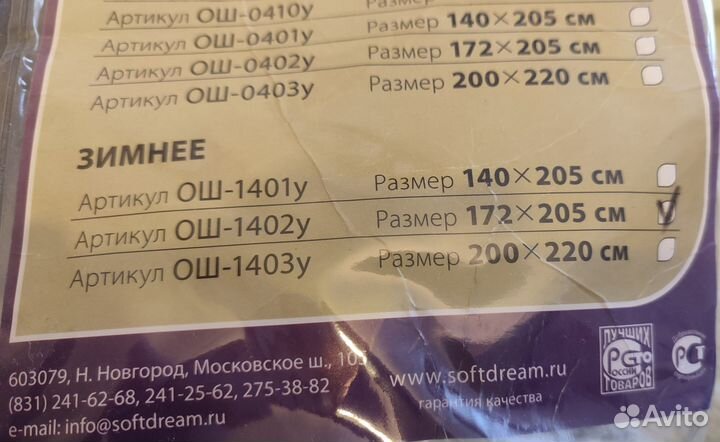 Артикул ОШ-0410у
Артикул ОШ-0401у Размер 140×205 см
Артикул ОШ-0402у Размер 172×205 см
Артикул ОШ-0403у Размер 200×220 см
ЗИМНЕЕ
Артикул ОШ-1401у Размер 140×205 см
Артикул ОШ-1402у Размер 172×205 см
Артикул ОШ-1403у Размер 200×220 см
603079, Н. Новгород, Московское ш.,
(831) 241-62-68, 241-25-62, 275-38-82
e-mail: info@softdream.ru
www.softdream.ru
гарантия качества
ЛУЧШИХ
РОССИИ
ТОВАРОВ
Avito